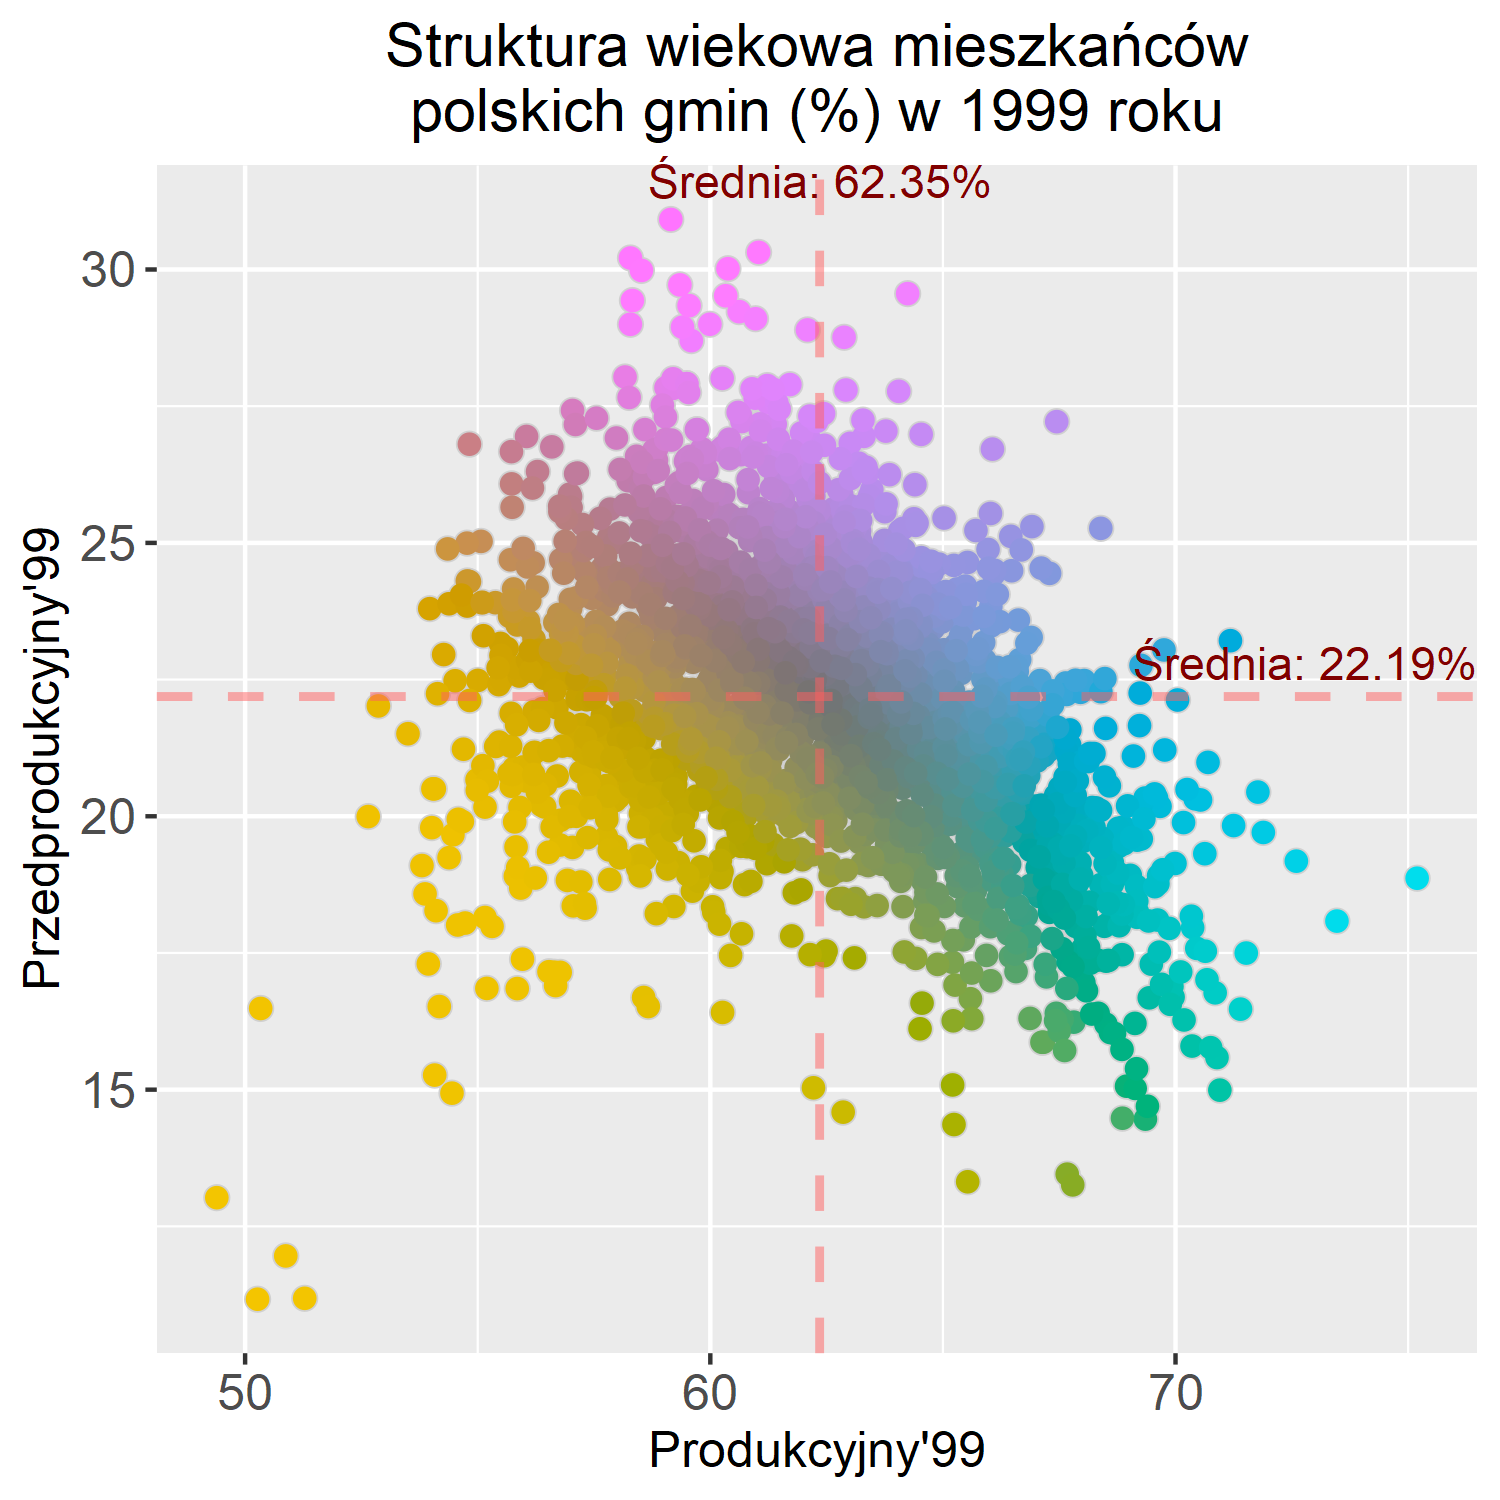 Struktura wiekowa mieszkańców
polskich gmin (%) w 1999 roku
Średnia: 62.35%
30
25
20
15
Przedprodukcyjny'99
Średnia: 22.19%
50
60
70
Produkcyjny'99